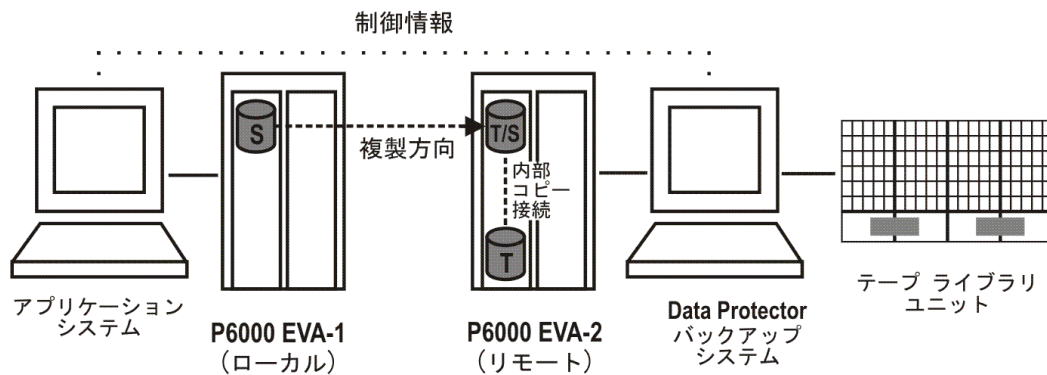 制御情報
S
T/S
複製方向
内部
コピー
接続
T
アプリケーション
システム
P6000 EVA-1
(ローカル)
P6000 EVA-2
(リモート)
Data Protector
バックアップ
システム
テープ ライブラリ
ユニット